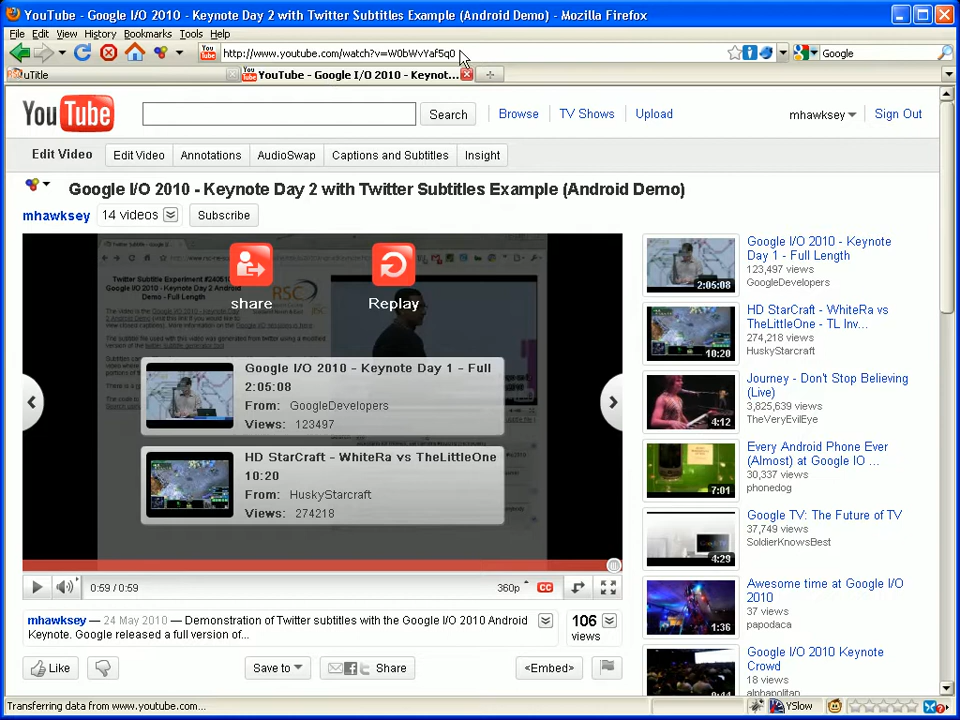 YouTube - Google I/O 2010 - Keynote Day 2 with Twitter Subtitles Example (Android Demo) - Mozilla Firefox
File Edit View History Bookmarks Tools Help
http://www.youtube.com/watch?v=W0bWvYaf5q0
Google
uTitle
YouTube - Google I/O 2010 - Keynot...
YouTube
Search
Browse
TV Shows
Upload
mhawksey
Sign Out
Edit Video
Edit Video
Annotations
AudioSwap
Captions and Subtitles
Insight
Google I/O 2010 - Keynote Day 2 with Twitter Subtitles Example (Android Demo)
mhawksey
14 videos
Subscribe
share
Replay
Google I/O 2010 - Keynote Day 1 - Full
2:05:08
From: GoogleDevelopers
Views: 123497
HD StarCraft - WhiteRa vs TheLittleOne
10:20
From: HuskyStarcraft
Views: 274218
0:59 / 0:59
360p
CC
mhawksey — 24 May 2010 — Demonstration of Twitter subtitles with the Google I/O 2010 Android
Keynote. Google released a full version of...
106
views
Like
Save to
Share
<Embed>
Google I/O 2010 - Keynote
Day 1 - Full Length
123,497 views
GoogleDevelopers
2:05:08
HD StarCraft - WhiteRa vs
TheLittleOne - TL Inv...
274,218 views
HuskyStarcraft
10:20
Journey - Don't Stop Believing
(Live)
3,825,639 views
TheVeryEvilEye
4:12
Every Android Phone Ever
(Almost) at Google IO ...
30,337 views
phonedog
7:01
Google TV: The Future of TV
37,749 views
SoldierKnowsBest
4:29
Awesome time at Google I/O
2010
37 views
papodaca
1:36
Google I/O 2010 Keynote
Crowd
18 views
alphapolitan
Transferring data from www.youtube.com...
YSlow